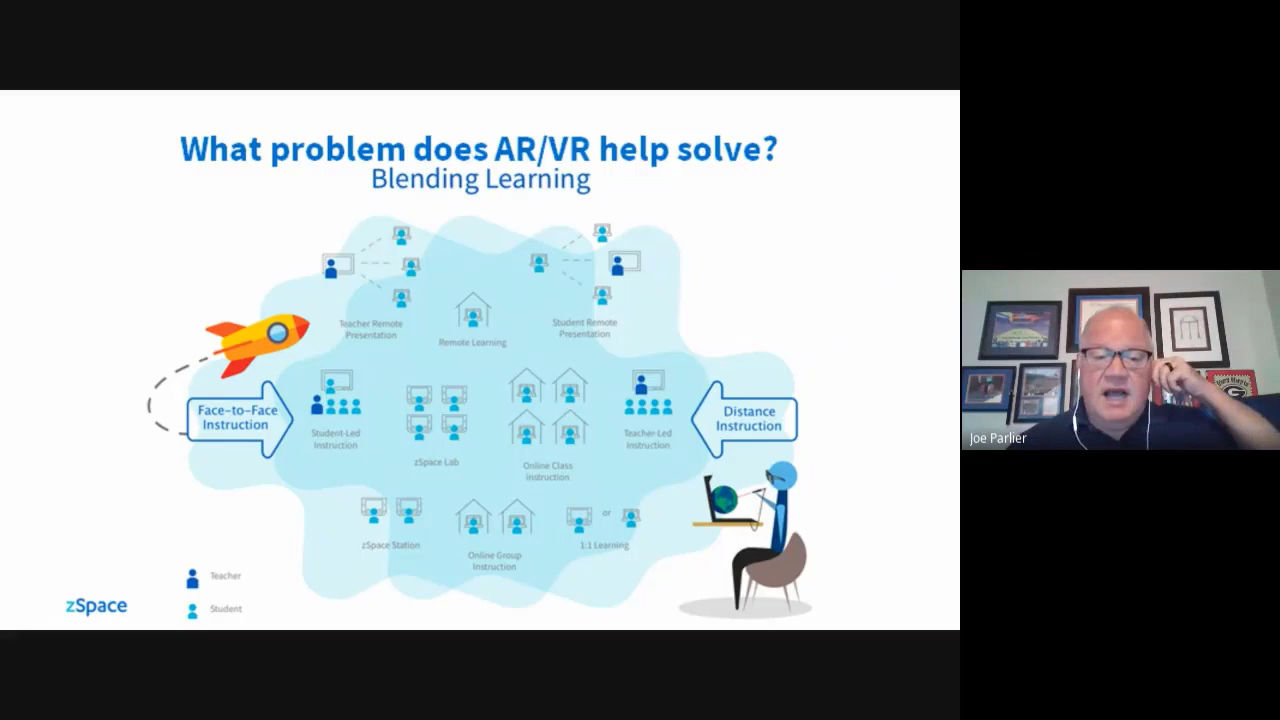 What problem does AR/VR help solve?
Blending Learning
Teacher Remote
Presentation
Remote Learning
Student Remote
Presentation
Face-to-Face
Instruction
Student-Led
Instruction
zSpace Lab
Online Class
Instruction
Teacher-Led
Instruction
Distance
Instruction
zSpace Station
Online Group
Instruction
or
1:1 Learning
Teacher
Student
zSpace
Joe Parlier